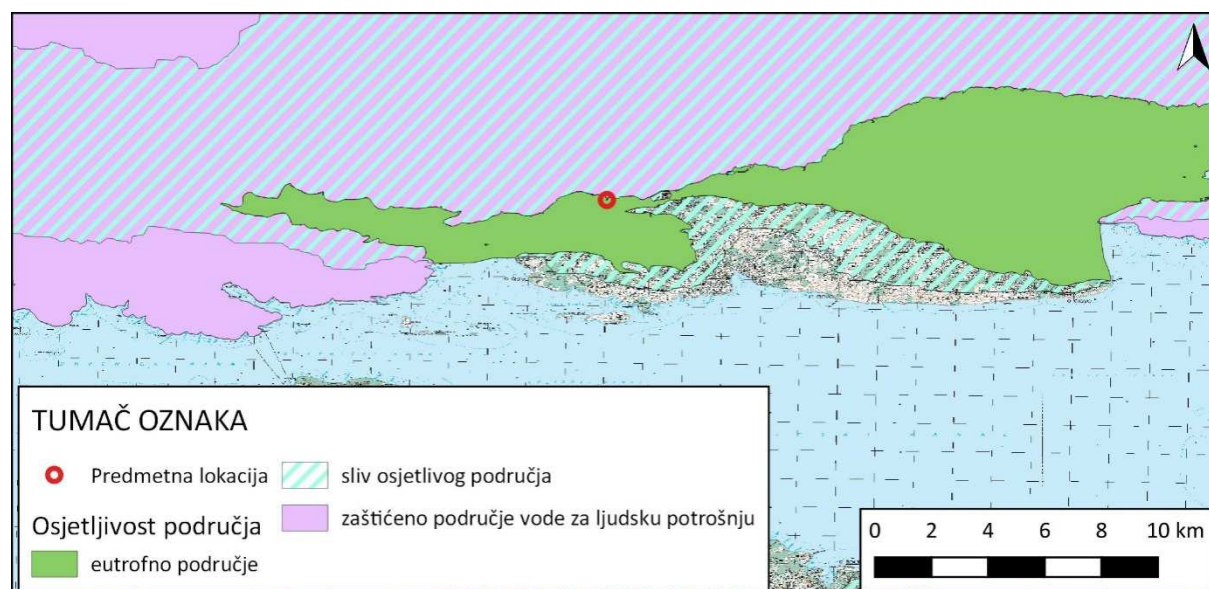 TUMAČ OZNAKA
Predmetna lokacija
sliv osjetlivog područja
Osjetljivost područja
zaštićeno područje vode za ljudsku potrošnju
eutrofno područje
0 2 4 6 8 10 km